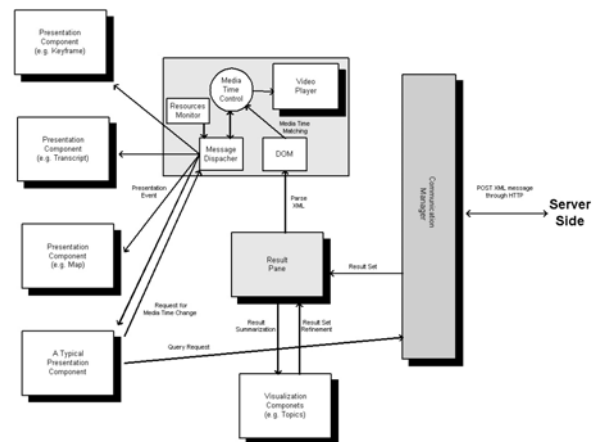 Presentation
Component
(e.g. Keyframe)
Media
Time
Control
Video
Player
Resources
Monitor
Media Time
Matching
Presentation
Component
(e.g. Transcript)
Message
Dispacher
DOM
Communication
Manager
POST XML message
through HTTP
Server
Side
Presentation
Event
Parse
XML
Presentation
Component
(e.g. Map)
Result
Pane
Result Set
Request for
Media Time Change
Result
Summarization
Result Set
Refinement
A Typical
Presentation
Component
Query Request
Visualization
Componets
(e.g. Topics)